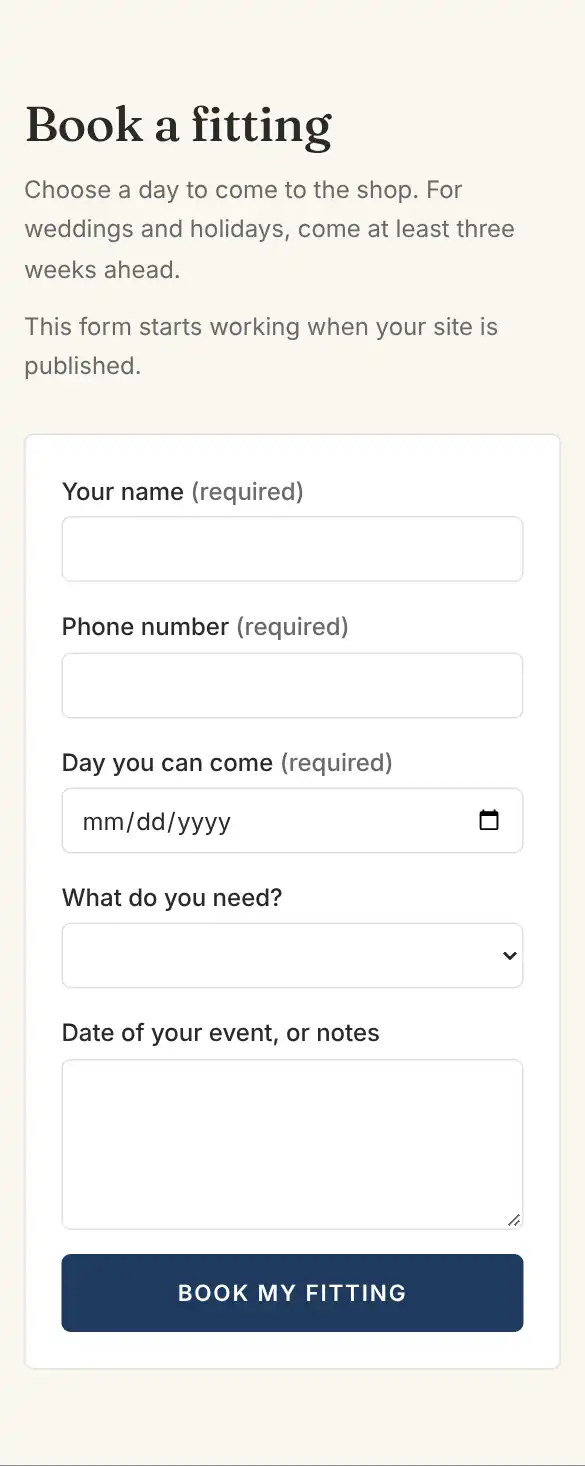 Book a fitting
Choose a day to come to the shop. For
weddings and holidays, come at least three
weeks ahead.
This form starts working when your site is
published.
Your name (required)
Phone number (required)
Day you can come (required)
mm/dd/yyyy
What do you need?
Date of your event, or notes
BOOK MY FITTING